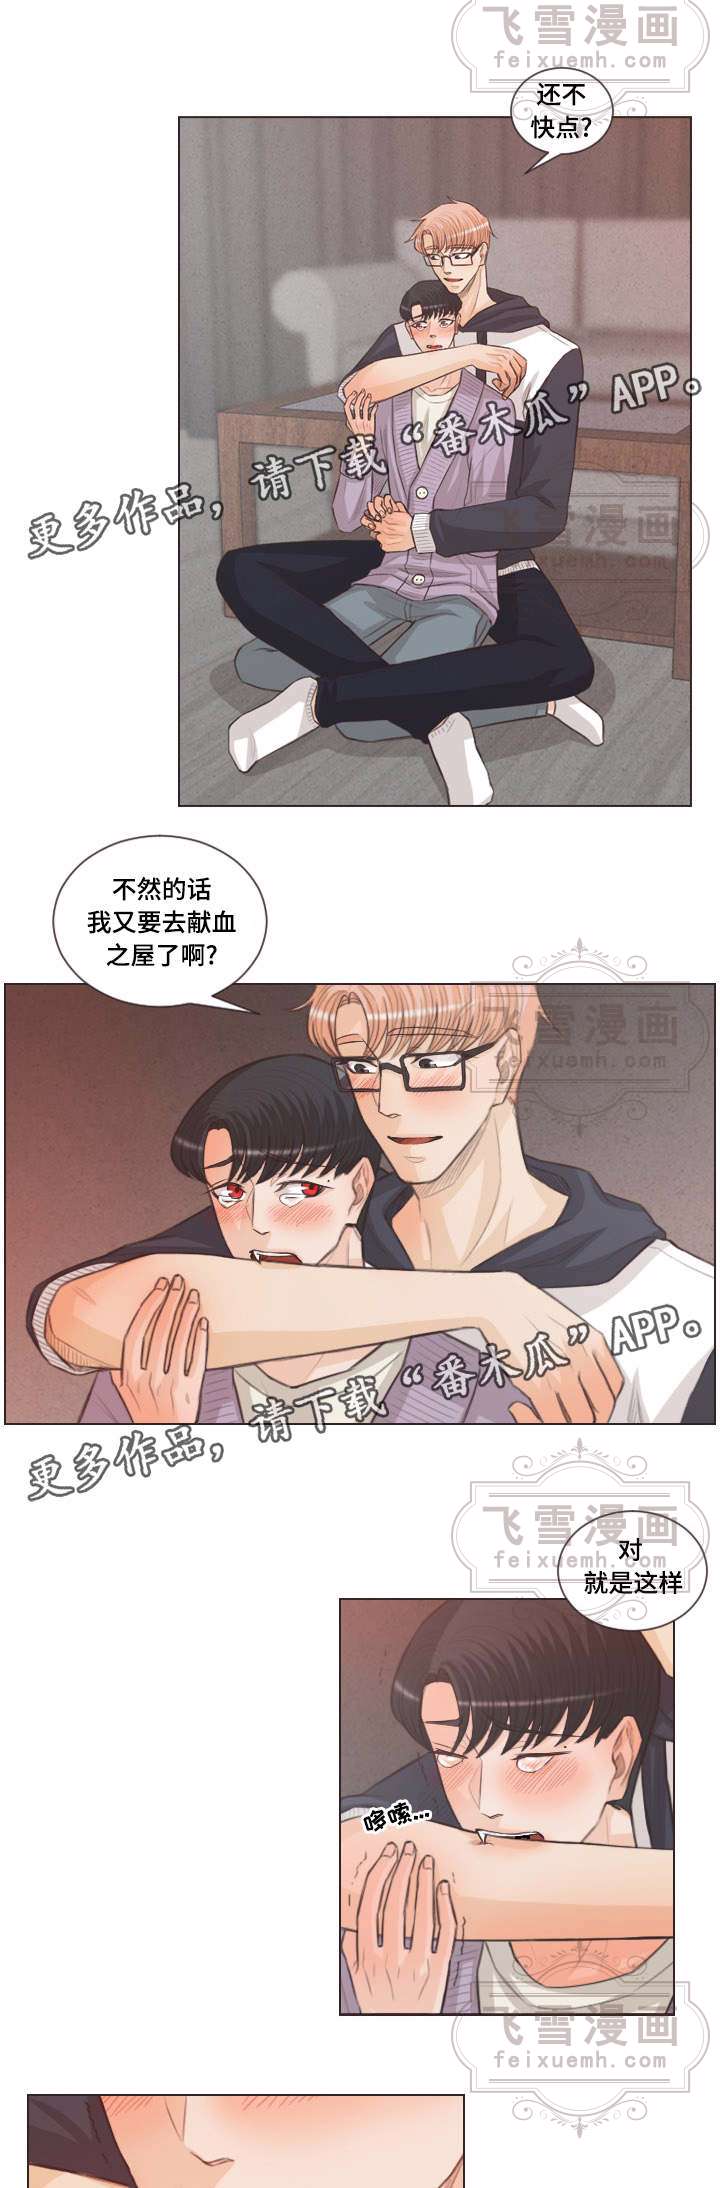 飞雪漫画
feixuemh.com
还不
快点?
更多作品，请下载“番木瓜”APP。
飞雪漫画
feixuemh.com
不然的话
我又要去献血
之屋了啊?
飞雪漫画
feixuemh.com
更多作品，请下载“番木瓜”APP。
飞雪漫画
feixuemh.com
对
就是这样
哆嗦...
飞雪漫画
feixuemh.com